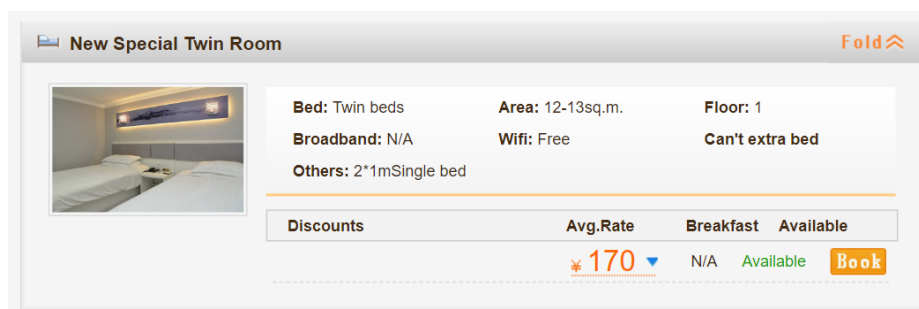 New Special Twin Room Fold
Bed: Twin beds Area: 12-13sq.m. Floor: 1
Broadband: N/A Wifi: Free Can't extra bed
Others: 2*1mSingle bed
Discounts Avg.Rate Breakfast Available
¥ 170 N/A Available Book